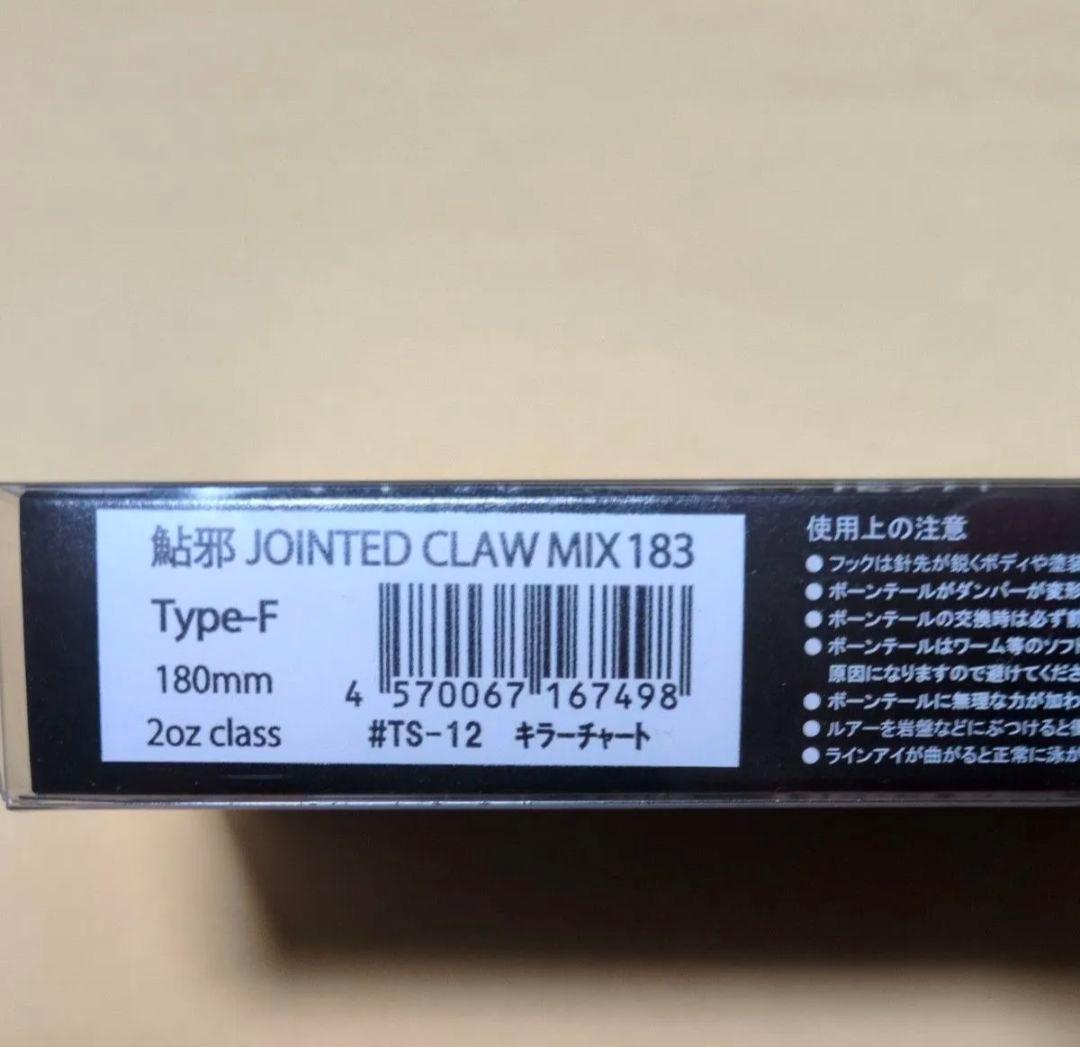 鮎邪 JOINTED CLAW MIX183
Type-F
180mm
2oz class
4 570067 167498
#TS-12 キラーチャート
使用上の注意
●フックは針先が鋭くボディや塗装
●ボーンテールがダンパーが変形
●ボーンテールの交換時は必ず
●ボーンテールはワーム等のソフト
原因になりますので避けてくださ
●ボーンテールに無理な力が加わ
●ルアーを岩盤などにぶつけると
●ラインアイが曲がると正常に泳が